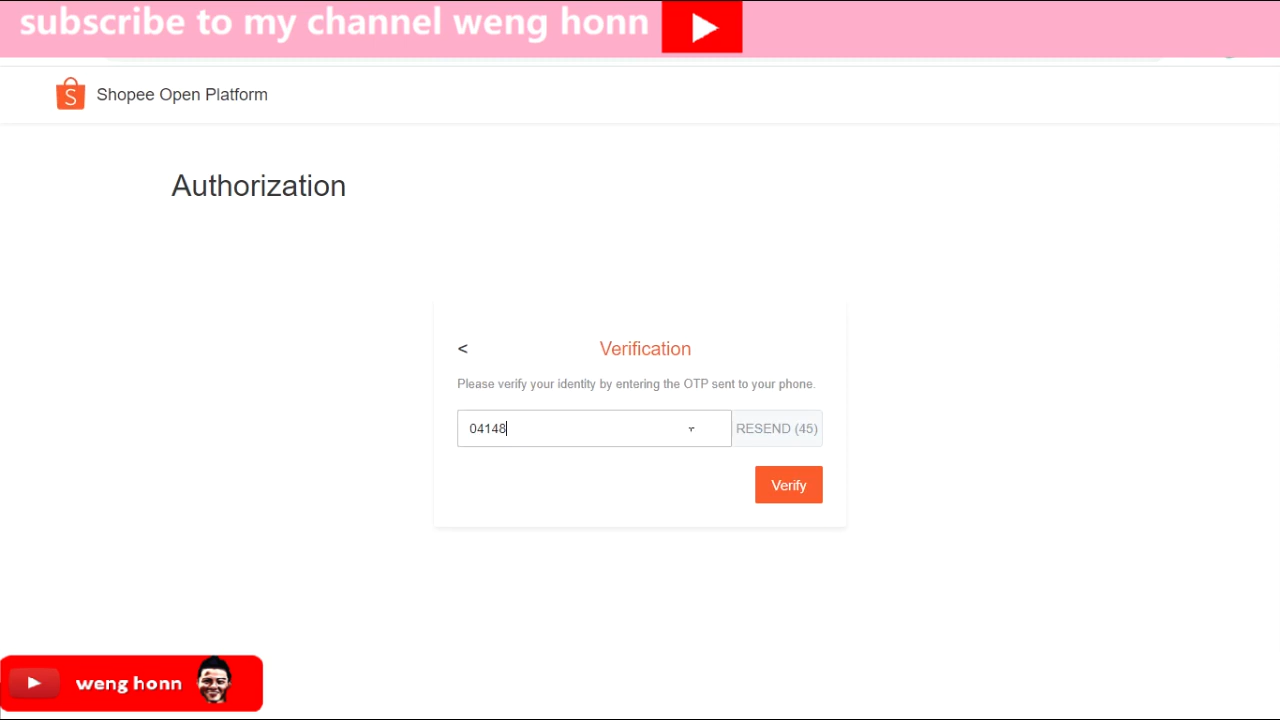 subscribe to my channel weng honn
Shopee Open Platform
Authorization
<
Verification
Please verify your identity by entering the OTP sent to your phone.
04148
RESEND (45)
Verify
weng honn